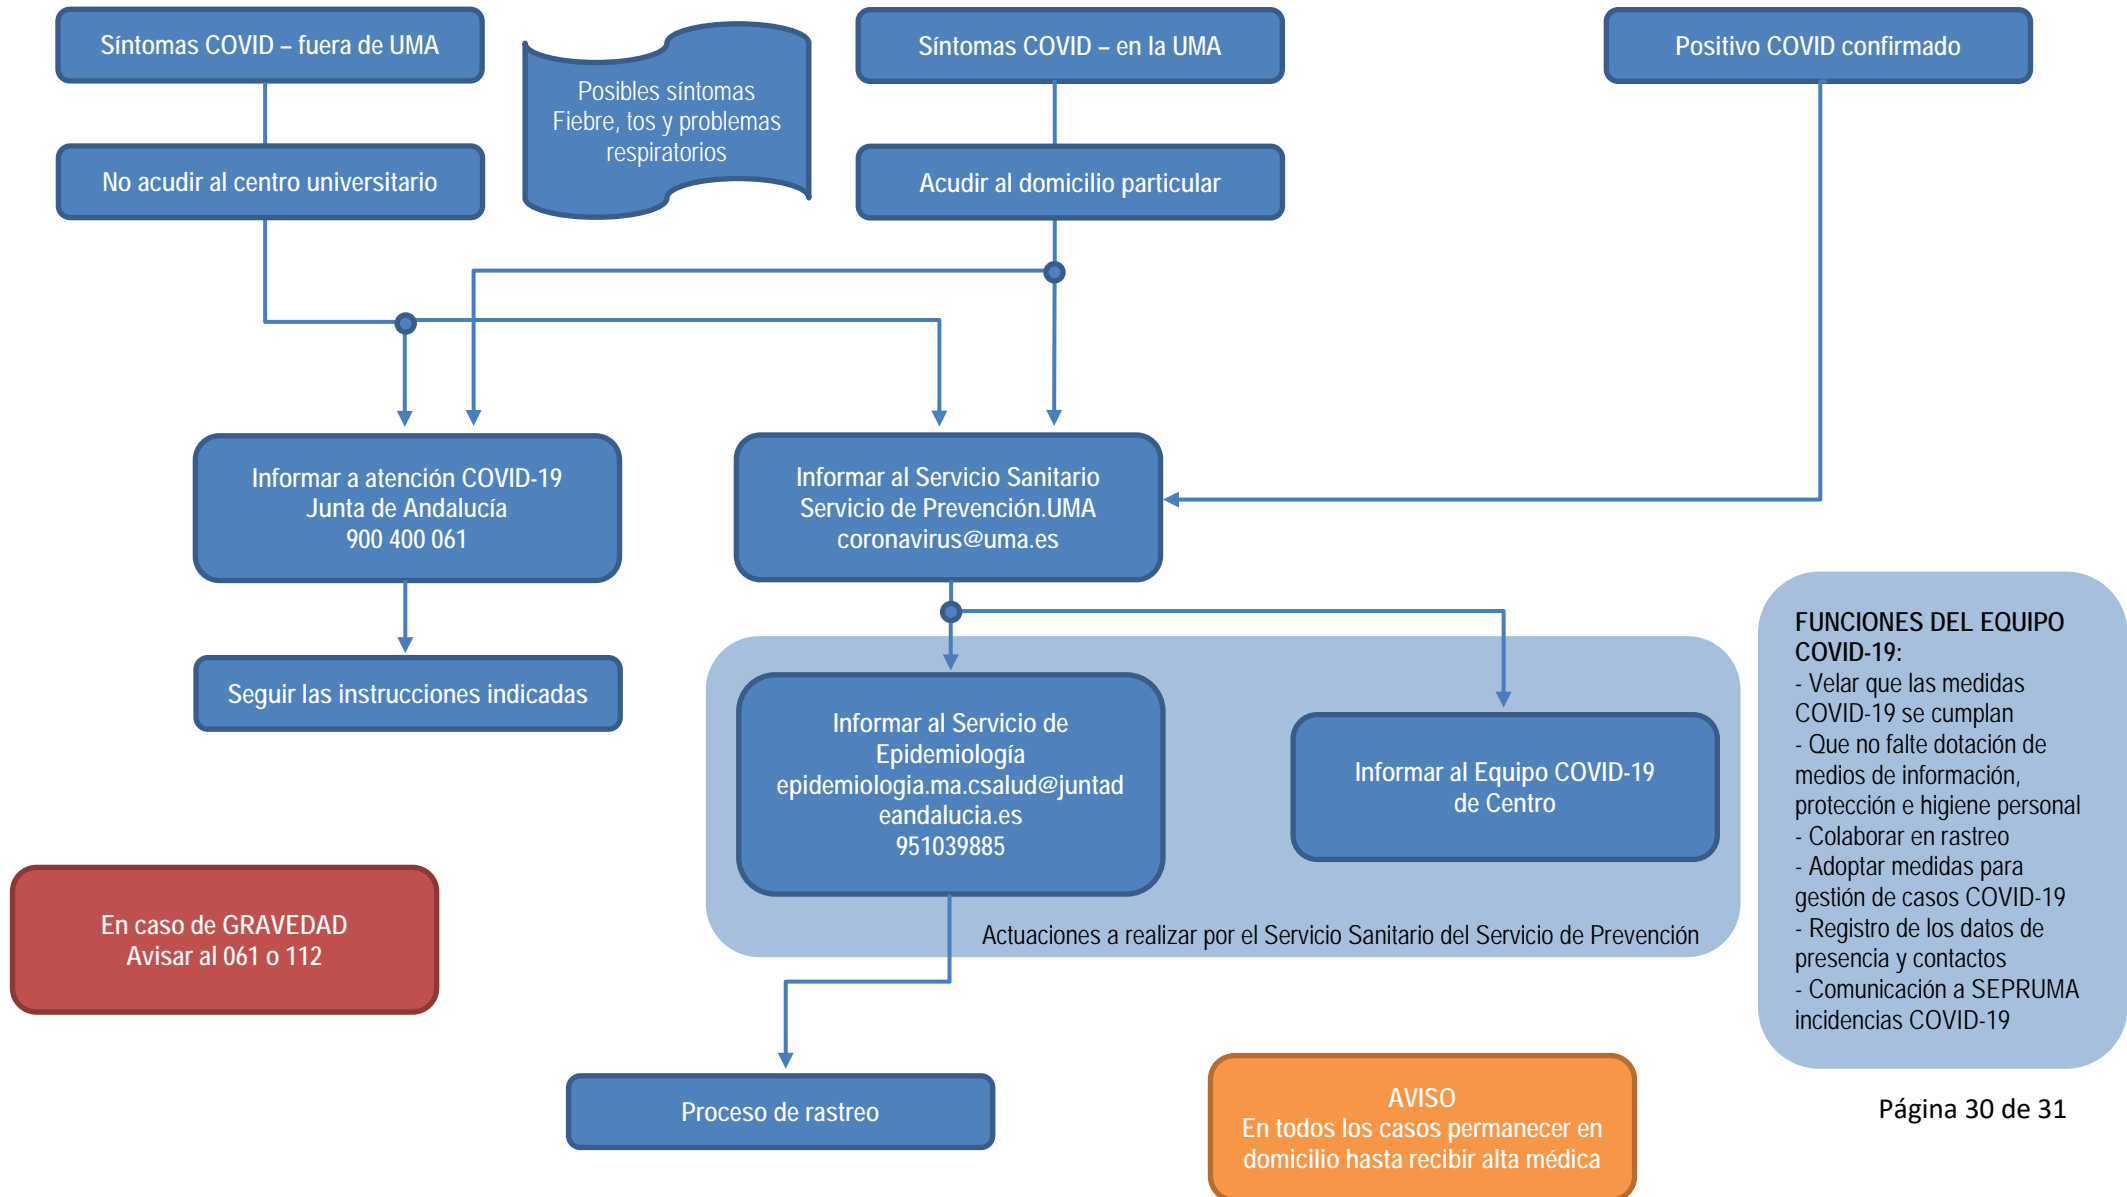 Síntomas COVID – fuera de UMA
Posibles síntomas
Fiebre, tos y problemas
respiratorios
Síntomas COVID – en la UMA
Positivo COVID confirmado
No acudir al centro universitario
Acudir al domicilio particular
Informar a atención COVID-19
Junta de Andalucía
900 400 061
Informar al Servicio Sanitario
Servicio de Prevención.UMA
coronavirus@uma.es
Seguir las instrucciones indicadas
Informar al Servicio de
Epidemiología
epidemiologia.ma.csalud@juntad
eandalucia.es
951039885
Informar al Equipo COVID-19
de Centro
Actuaciones a realizar por el Servicio Sanitario del Servicio de Prevención
FUNCIONES DEL EQUIPO
COVID-19:
- Velar que las medidas
COVID-19 se cumplan
- Que no falte dotación de
medios de información,
protección e higiene personal
- Colaborar en rastreo
- Adoptar medidas para
gestión de casos COVID-19
- Registro de los datos de
presencia y contactos
- Comunicación a SEPRUMA
incidencias COVID-19
En caso de GRAVEDAD
Avisar al 061 o 112
Proceso de rastreo
AVISO
En todos los casos permanecer en
domicilio hasta recibir alta médica
Página 30 de 31